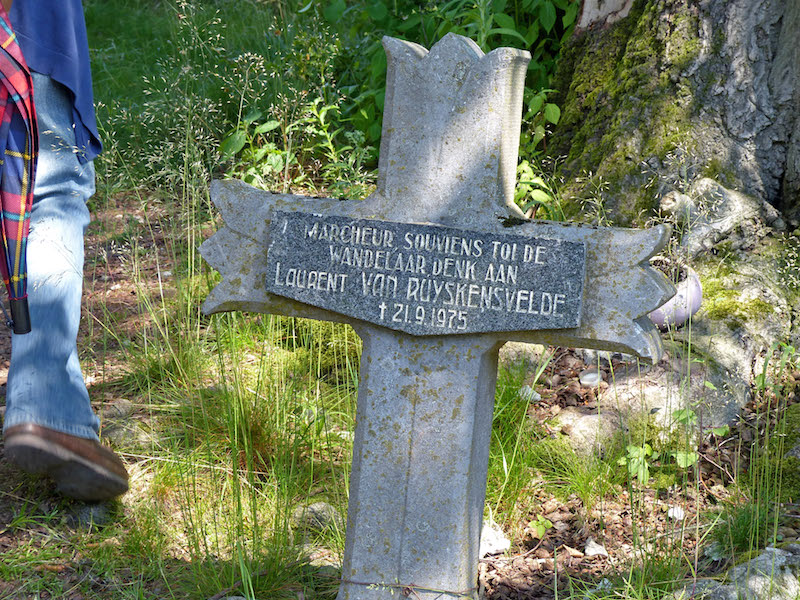 MARCHEUR SOUVIENS TOI DE
WANDELAAR DENK AAN
LAURENT VAN RUYSKENSVELDE
† 21.9.1975